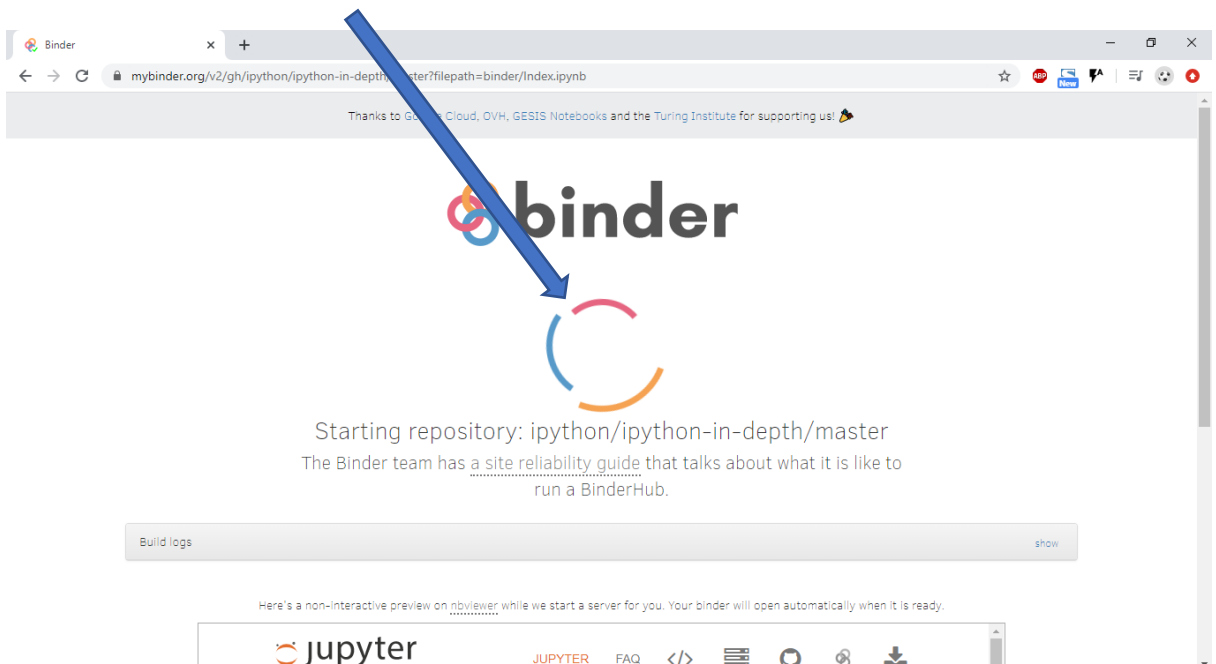 Binder
mybinder.org/v2/gh/ipython/ipython-in-depth/ ster?filepath=binder/Index.ipynb
ABP
New
Thanks to Cloud, OVH, GESIS Notebooks and the Turing Institute for supporting us!
binder
Starting repository: ipython/ipython-in-depth/master
The Binder team has a site reliability guide that talks about what it is like to
run a BinderHub.
Build logs
show
Here's a non-interactive preview on nbviewer while we start a server for you. Your binder will open automatically when it is ready.
jupyter
JUPYTER FAQ </>